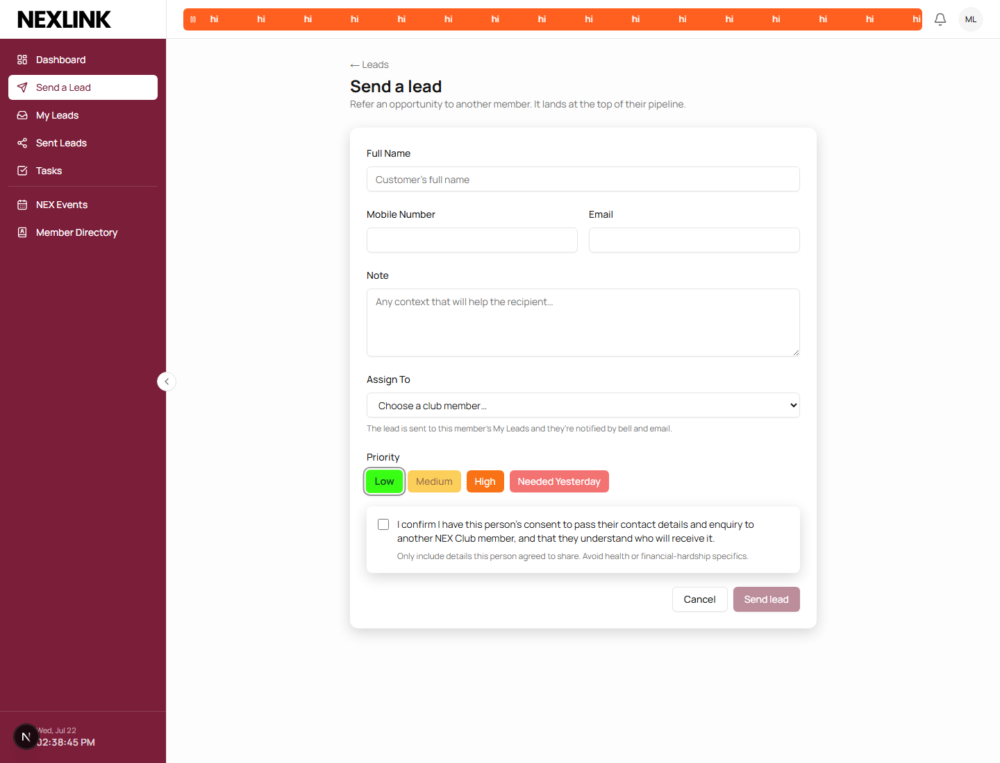 NEXLINK
hi hi hi hi hi hi hi hi hi hi hi hi hi hi hi hi
ML
Dashboard
Send a Lead
My Leads
Sent Leads
Tasks
NEX Events
Member Directory
← Leads
Send a lead
Refer an opportunity to another member. It lands at the top of their pipeline.
Full Name
Customer's full name
Mobile Number
Email
Note
Any context that will help the recipient...
Assign To
Choose a club member...
The lead is sent to this member's My Leads and they're notified by bell and email.
Priority
Low
Medium
High
Needed Yesterday
I confirm I have this person's consent to pass their contact details and enquiry to
another NEX Club member, and that they understand who will receive it.
Only include details this person agreed to share. Avoid health or financial-hardship specifics.
Cancel
Send lead
N
Wed, Jul 22
02:38:45 PM